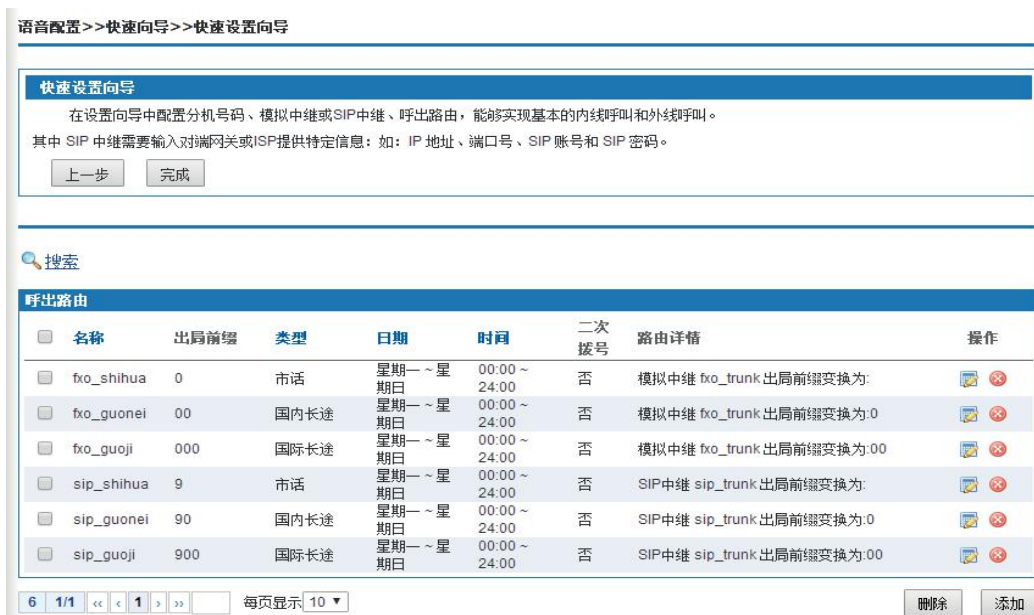 语音配置>>快速向导>>快速设置向导
快速设置向导
在设置向导中配置分机号码、模拟中继或SIP中继、呼出路由，能够实现基本的内线呼叫和外线呼叫。
其中 SIP 中继需要输入对端网关或ISP提供特定信息：如：IP 地址、端口号、SIP 账号和 SIP 密码。
上一步 完成
搜索
呼出路由
名称 出局前缀 类型 日期 时间 二次拨号 路由详情 操作
fxo_shihua 0 市话 星期一 ~ 星期日 00:00 ~ 24:00 否 模拟中继 fxo_trunk 出局前缀变换为:
fxo_guonei 00 国内长途 星期一 ~ 星期日 00:00 ~ 24:00 否 模拟中继 fxo_trunk 出局前缀变换为:0
fxo_guoji 000 国际长途 星期一 ~ 星期日 00:00 ~ 24:00 否 模拟中继 fxo_trunk 出局前缀变换为:00
sip_shihua 9 市话 星期一 ~ 星期日 00:00 ~ 24:00 否 SIP中继 sip_trunk 出局前缀变换为:
sip_guonei 90 国内长途 星期一 ~ 星期日 00:00 ~ 24:00 否 SIP中继 sip_trunk 出局前缀变换为:0
sip_guoji 900 国际长途 星期一 ~ 星期日 00:00 ~ 24:00 否 SIP中继 sip_trunk 出局前缀变换为:00
6 1/1 << < 1 > >> 每页显示 10 ▼ 删除 添加